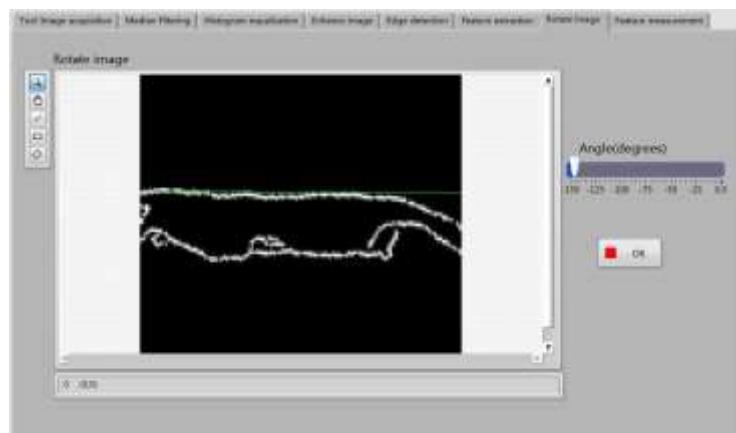 Tool Image acquisition Median Filtering Histogram equalization Enhance image Edge detection Feature extraction Rotate Image Feature measurement
Rotate image
Angle(degrees)
-150 -125 -100 -75 -50 -25 0.0
OK